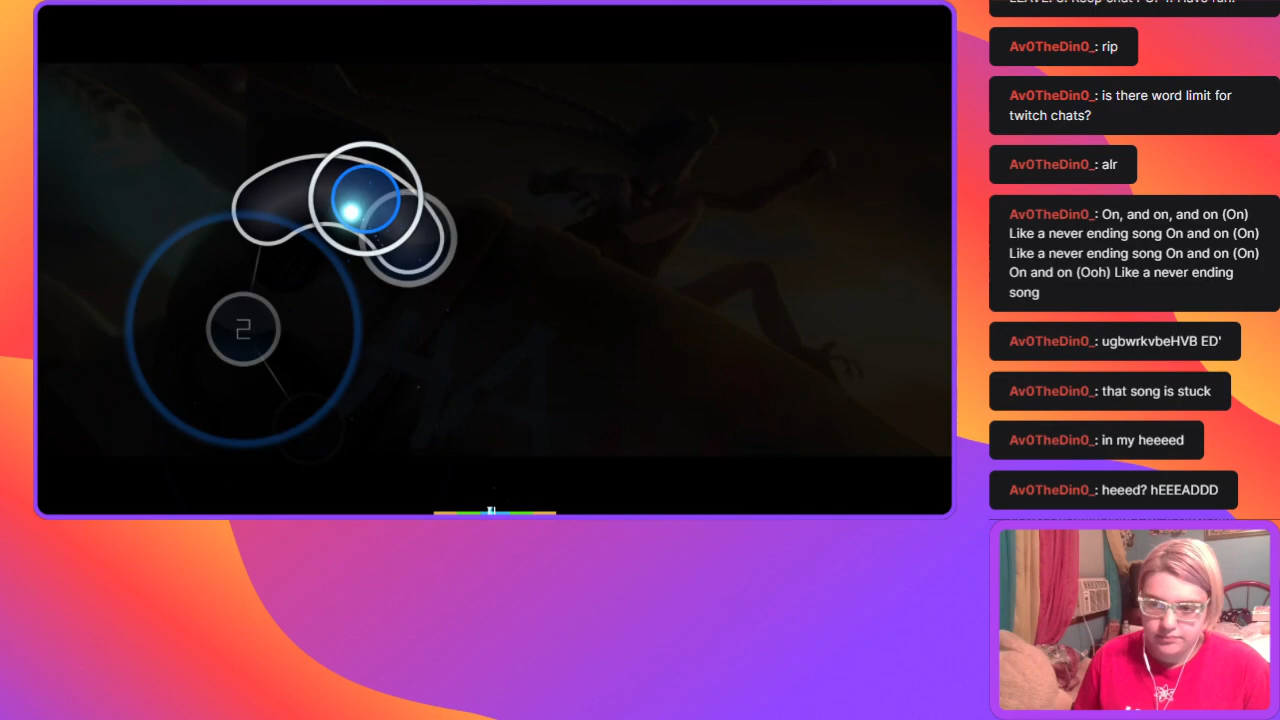 Av0TheDin0_: rip
Av0TheDin0_: is there word limit for
twitch chats?
Av0TheDin0_: alr
Av0TheDin0_: On, and on, and on (On)
Like a never ending song On and on (On)
Like a never ending song On and on (On)
On and on (Ooh) Like a never ending
song
Av0TheDin0_: ugbwrkvbeHVB ED'
Av0TheDin0_: that song is stuck
Av0TheDin0_: in my heeeed
Av0TheDin0_: heeed? hEEEADDD
2